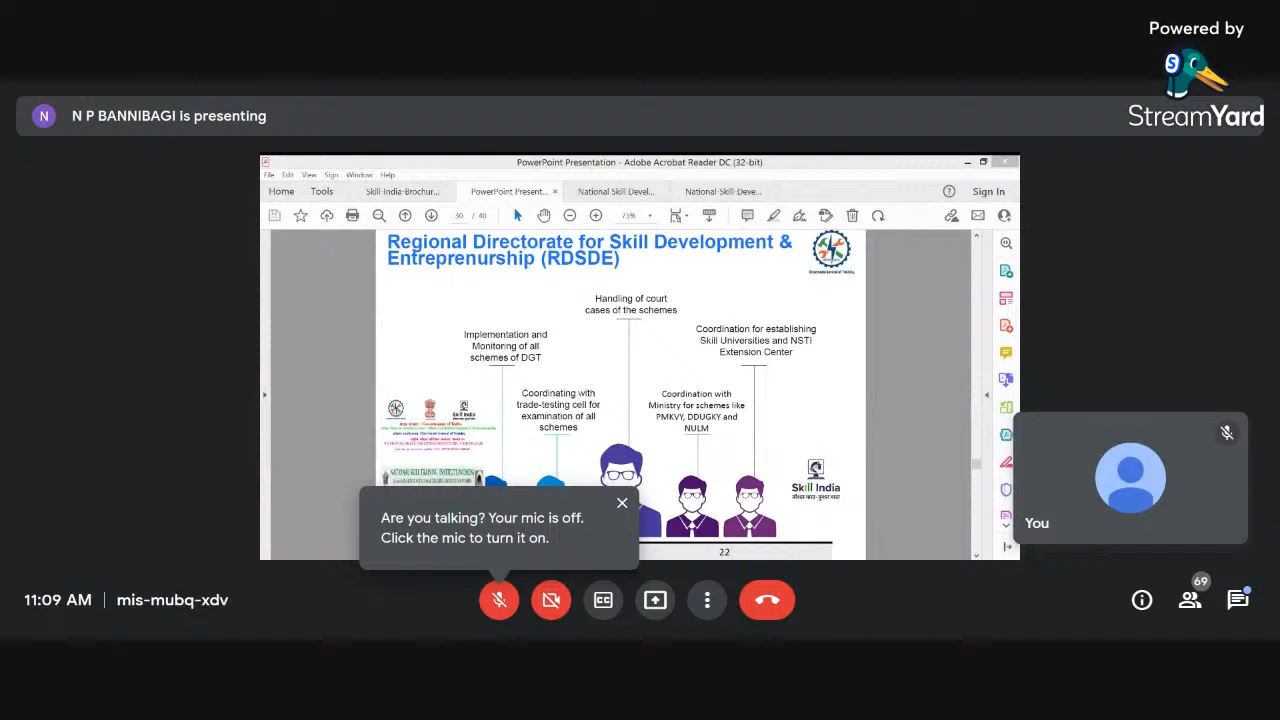 Powered by
StreamYard
N
N P BANNIBAGI is presenting
PowerPoint Presentation - Adobe Acrobat Reader DC (32-bit)
File Edit View Sign Window Help
Home Tools Skill-India-Brochur... PowerPoint Present... × National Skill Devel... National-Skill-Deve... Sign In
30 / 40 75%
Regional Directorate for Skill Development &
Entreprenurship (RDSDE)
Handling of court
cases of the schemes
Implementation and
Monitoring of all
schemes of DGT
Coordination for establishing
Skill Universities and NSTI
Extension Center
Coordinating with
trade-testing cell for
examination of all
schemes
Coordination with
Ministry for schemes like
PMKVY, DDUGKY and
NULM
Skill India
Skill India
22
Are you talking? Your mic is off.
Click the mic to turn it on.
You
11:09 AM | mis-mubq-xdv
69